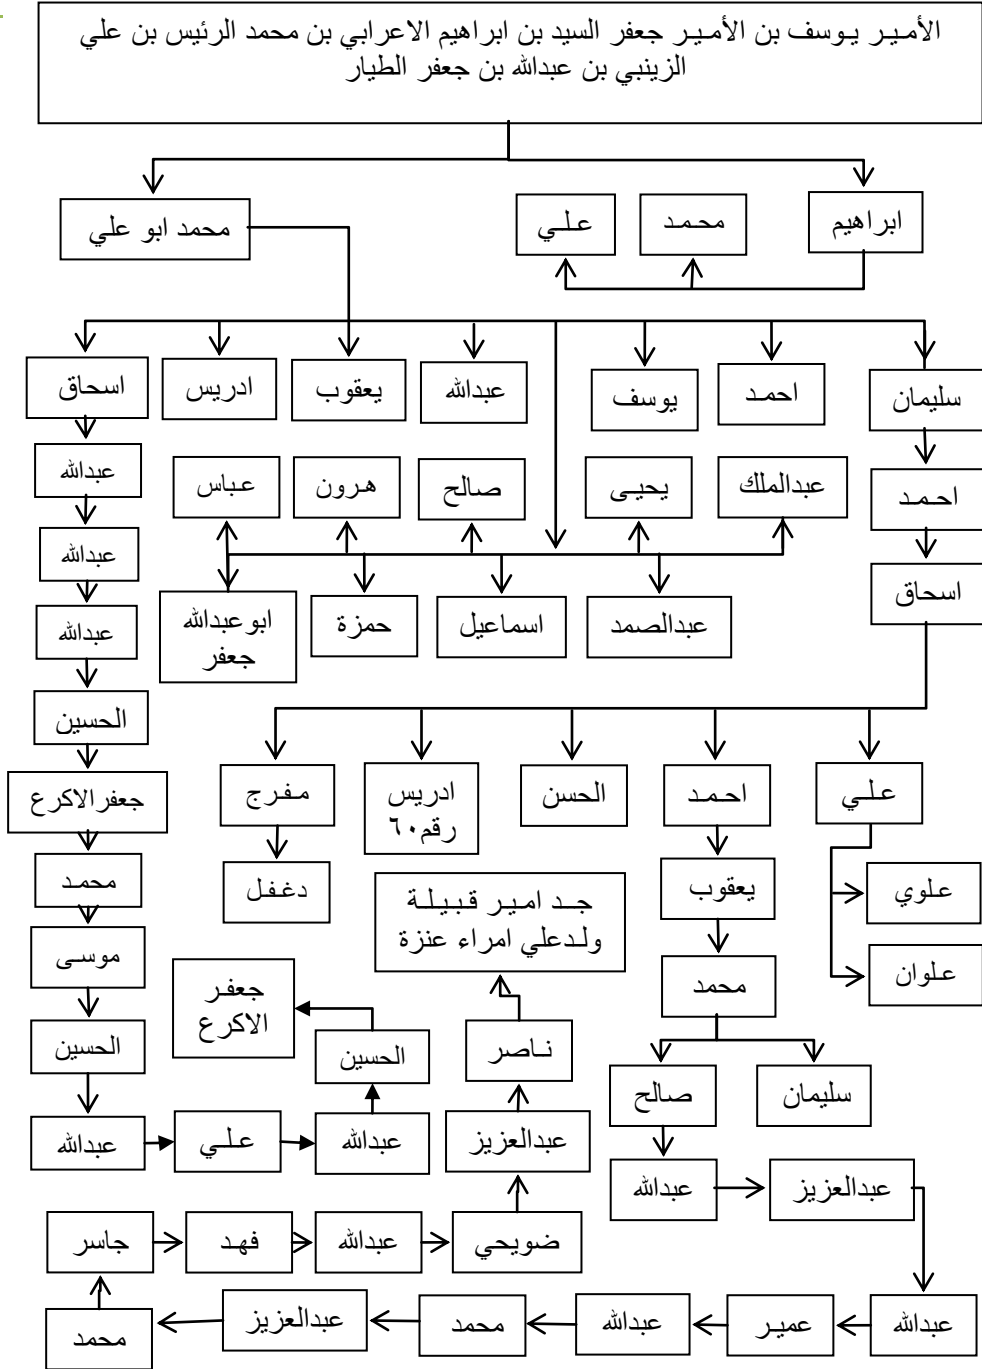 الأمير يوسف بن الأمير جعفر السيد بن ابراهيم الاعرابي بن محمد الرئيس بن علي
الزينبي بن عبدالله بن جعفر الطيار
ابراهيم
محمد
علي
محمد ابو علي
سليمان
احمد
يوسف
عبدالله
يعقوب
ادريس
اسحاق
عبدالملك
يحيى
صالح
هرون
عباس
عبدالصمد
اسماعيل
حمزة
ابو عبدالله
جعفر
احمد
اسحاق
علي
احمد
الحسن
ادريس
رقم٦٠
مفرج
علوي
علوان
يعقوب
محمد
دغفل
جد امير قبيلة
ولدعلي امراء عنزة
سليمان
صالح
عبدالله
عبدالعزيز
عبدالله
عمير
عبدالله
محمد
عبدالعزيز
محمد
جاسر
فهد
عبدالله
ضويحي
عبدالعزيز
ناصر
عبدالله
عبدالله
عبدالله
الحسين
جعفر الاكرع
محمد
موسى
الحسين
عبدالله
علي
عبدالله
الحسين
جعفر
الاكرع